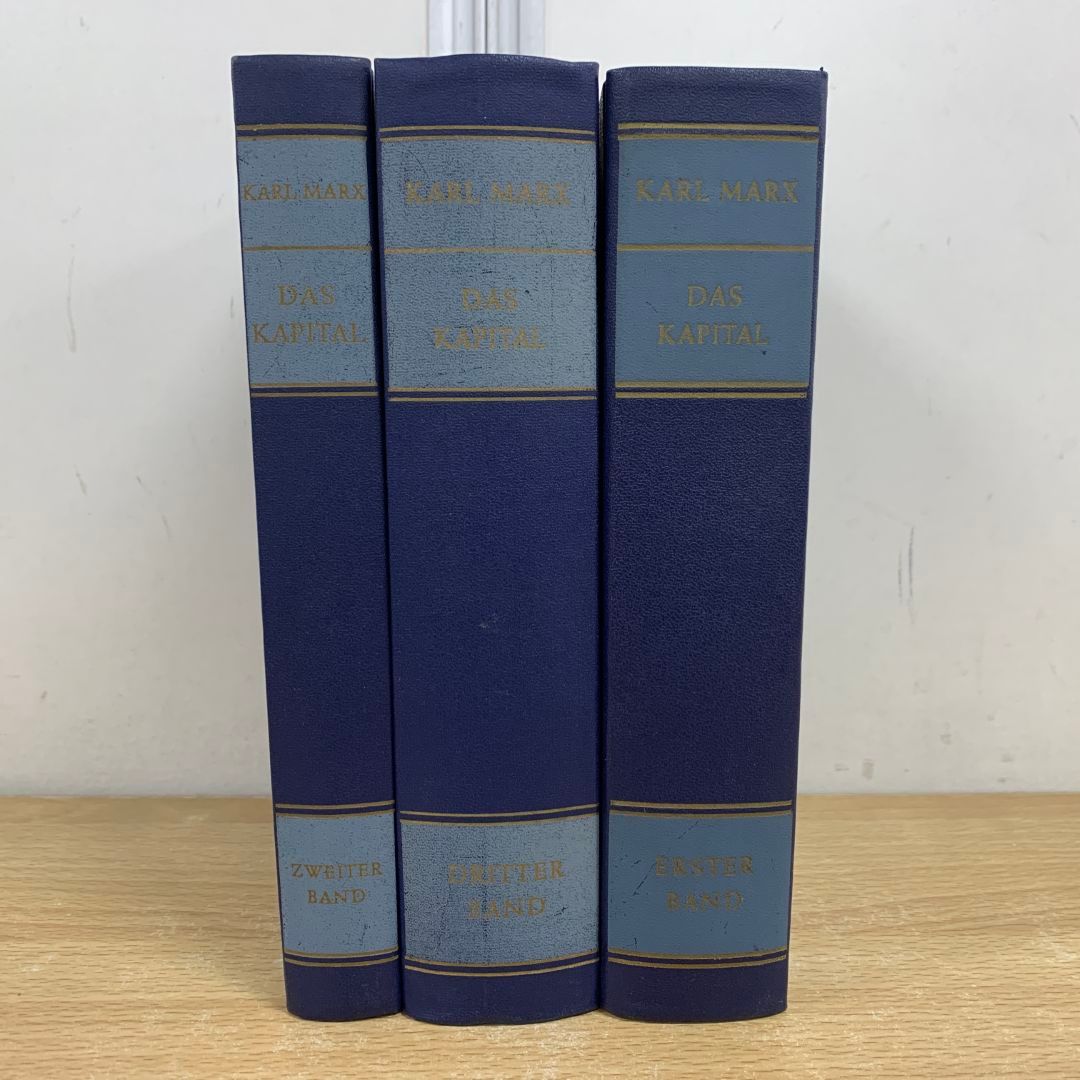 KARL MARX
DAS
KAPITAL
ZWEITER
BAND
KARL MARX
DAS
KAPITAL
DRITTER
BAND
KARL MARX
DAS
KAPITAL
ERSTER
BAND